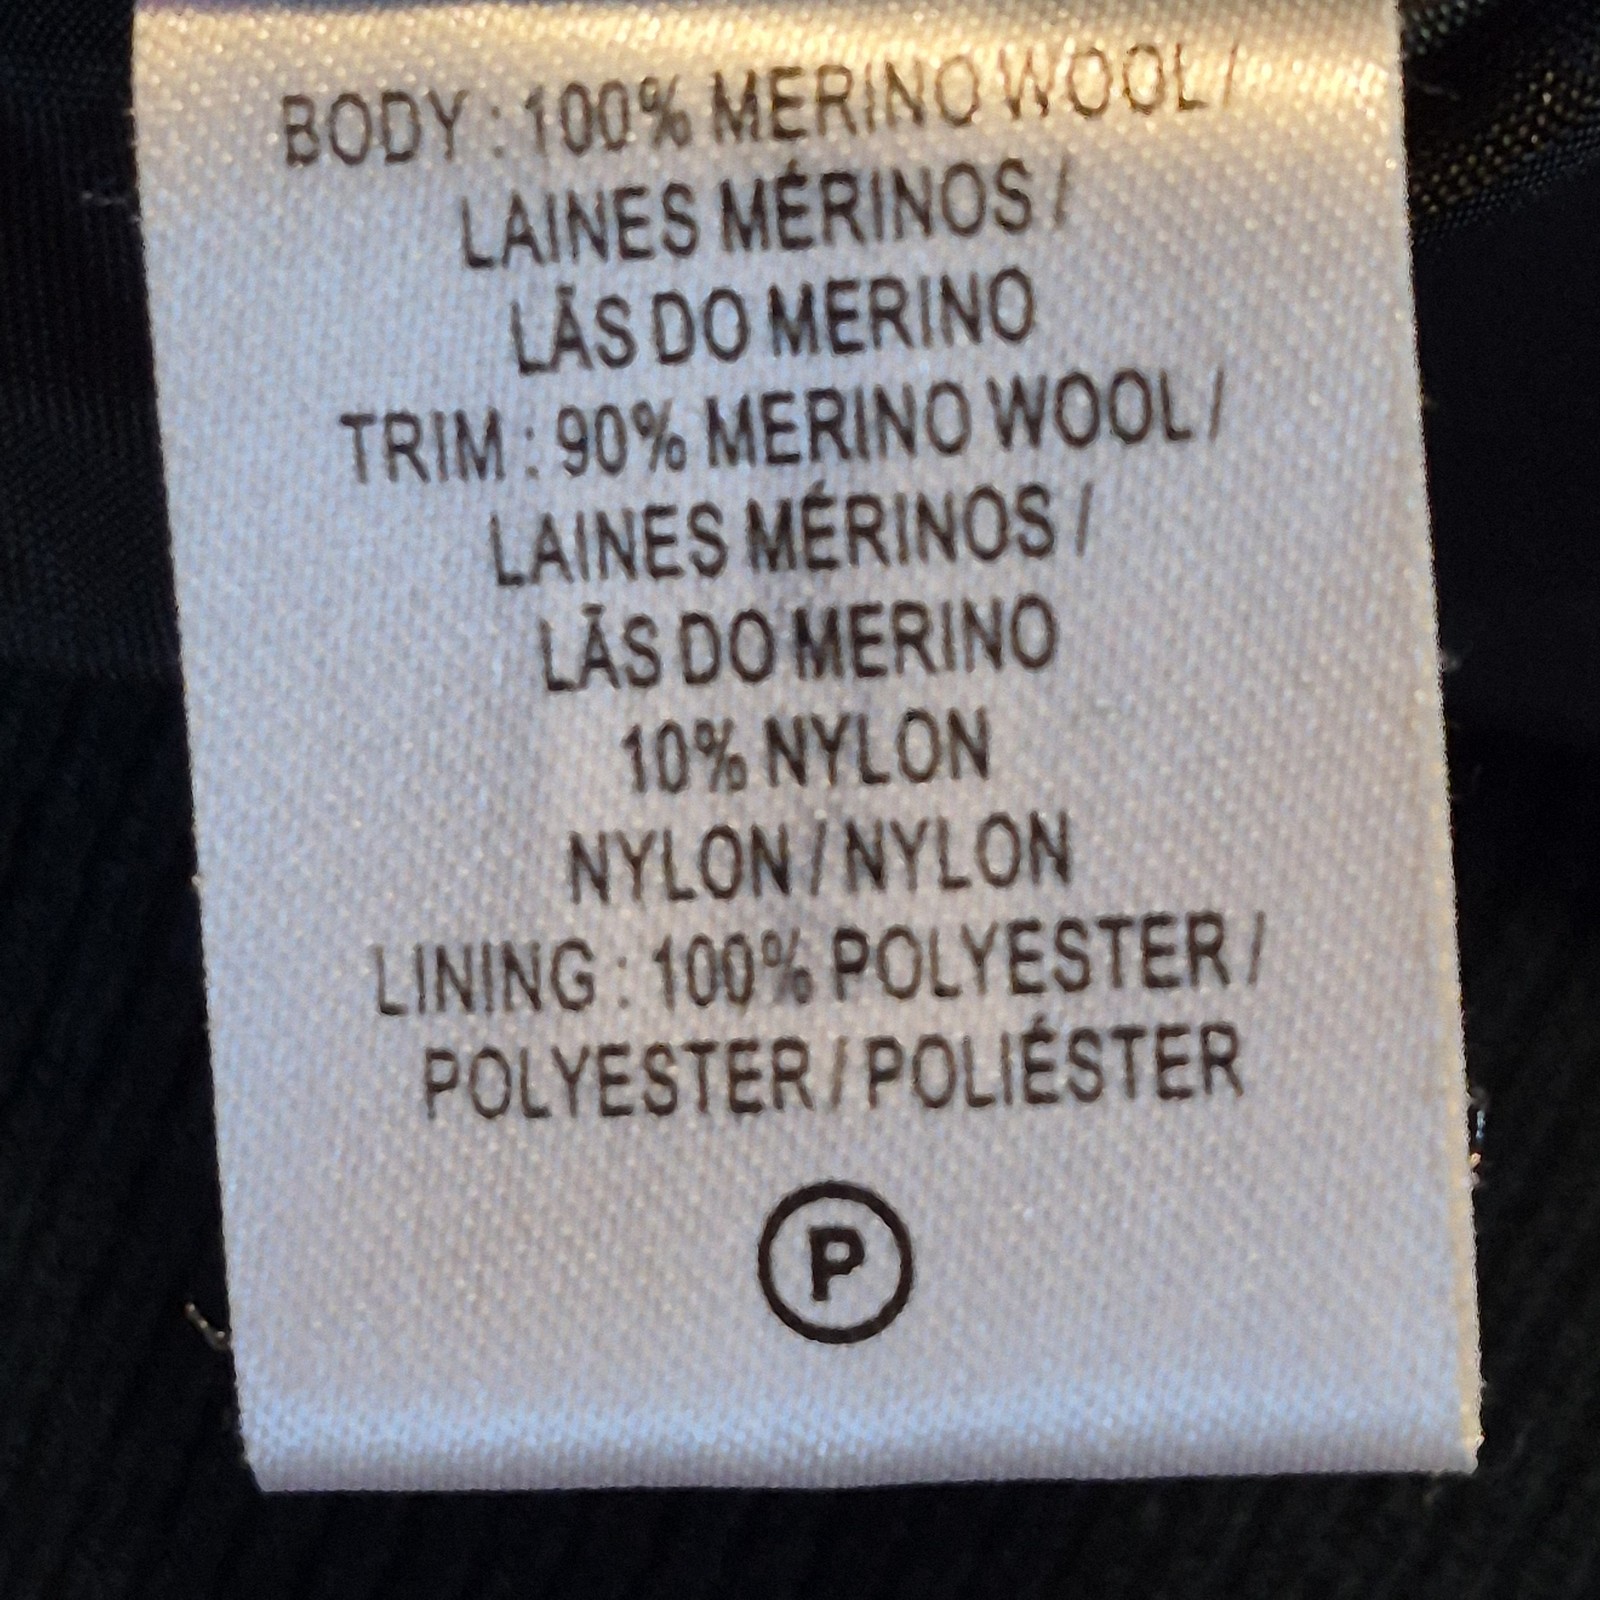 BODY : 100% MERINO WOOL /
LAINES MÉRINOS /
LÃS DO MERINO
TRIM : 90% MERINO WOOL /
LAINES MÉRINOS /
LÃS DO MERINO
10% NYLON
NYLON / NYLON
LINING : 100% POLYESTER /
POLYESTER / POLIÉSTER
P